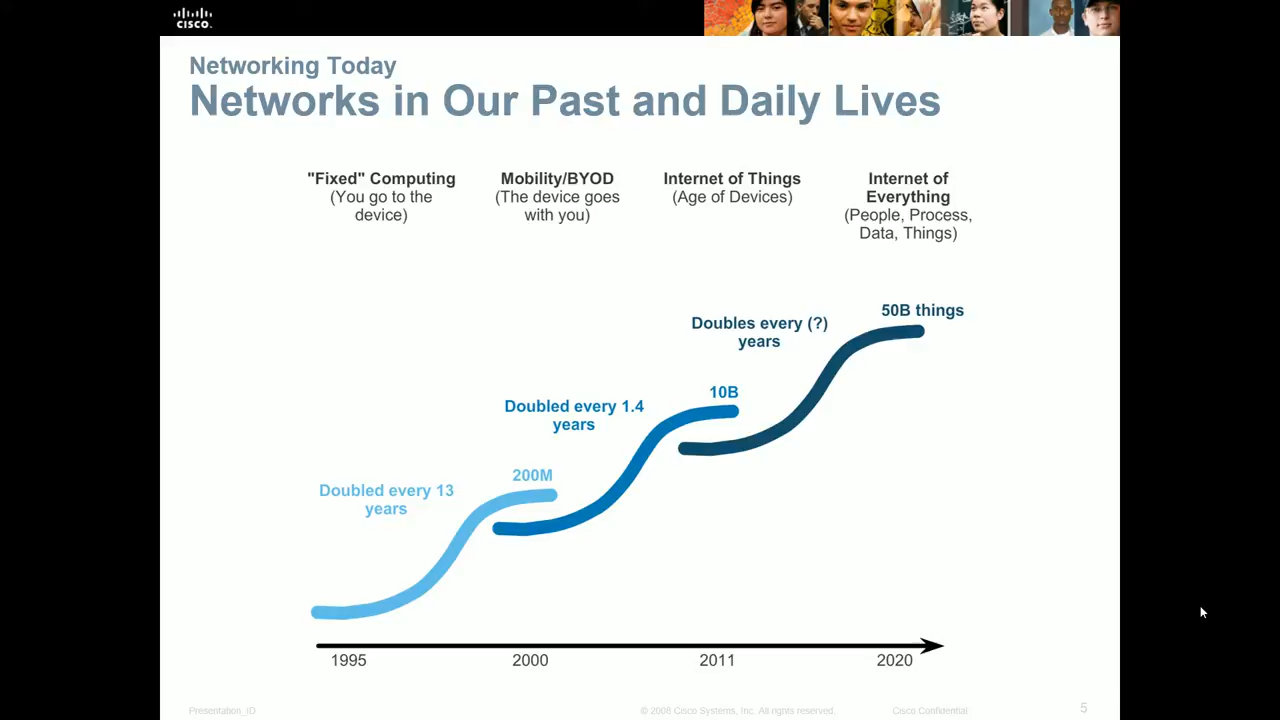 CISCO.
Networking Today
Networks in Our Past and Daily Lives
"Fixed" Computing
(You go to the
device)
Mobility/BYOD
(The device goes
with you)
Internet of Things
(Age of Devices)
Internet of
Everything
(People, Process,
Data, Things)
50B things
Doubles every (?)
years
10B
Doubled every 1.4
years
200M
Doubled every 13
years
1995
2000
2011
2020
Presentation_ID
© 2008 Cisco Systems, Inc. All rights reserved.
Cisco Confidential
5